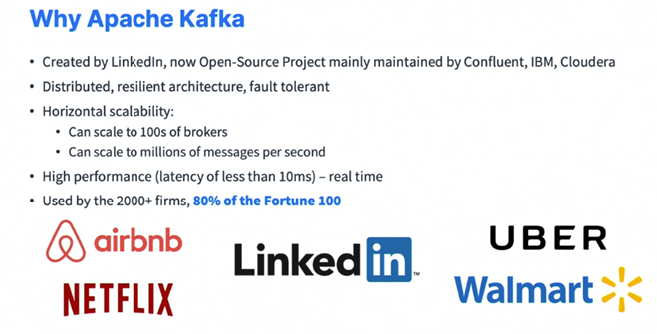 Why Apache Kafka
• Created by LinkedIn, now Open-Source Project mainly maintained by Confluent, IBM, Cloudera
• Distributed, resilient architecture, fault tolerant
• Horizontal scalability:
• Can scale to 100s of brokers
• Can scale to millions of messages per second
• High performance (latency of less than 10ms) – real time
• Used by the 2000+ firms, 80% of the Fortune 100
airbnb
LinkedIn™
UBER
NETFLIX
Walmart